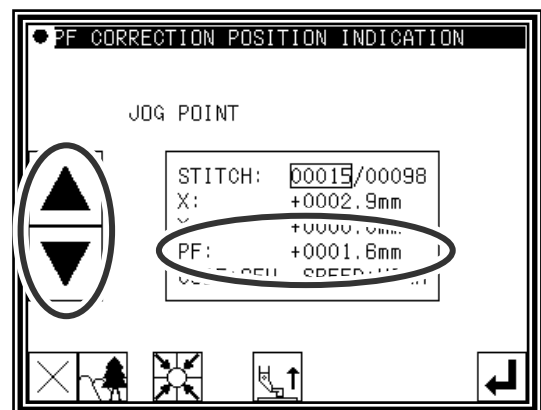 PF CORRECTION POSITION INDICATION
JOG POINT
STITCH: 00015/00098
X: +0002.9mm
PF: +0001.6mm